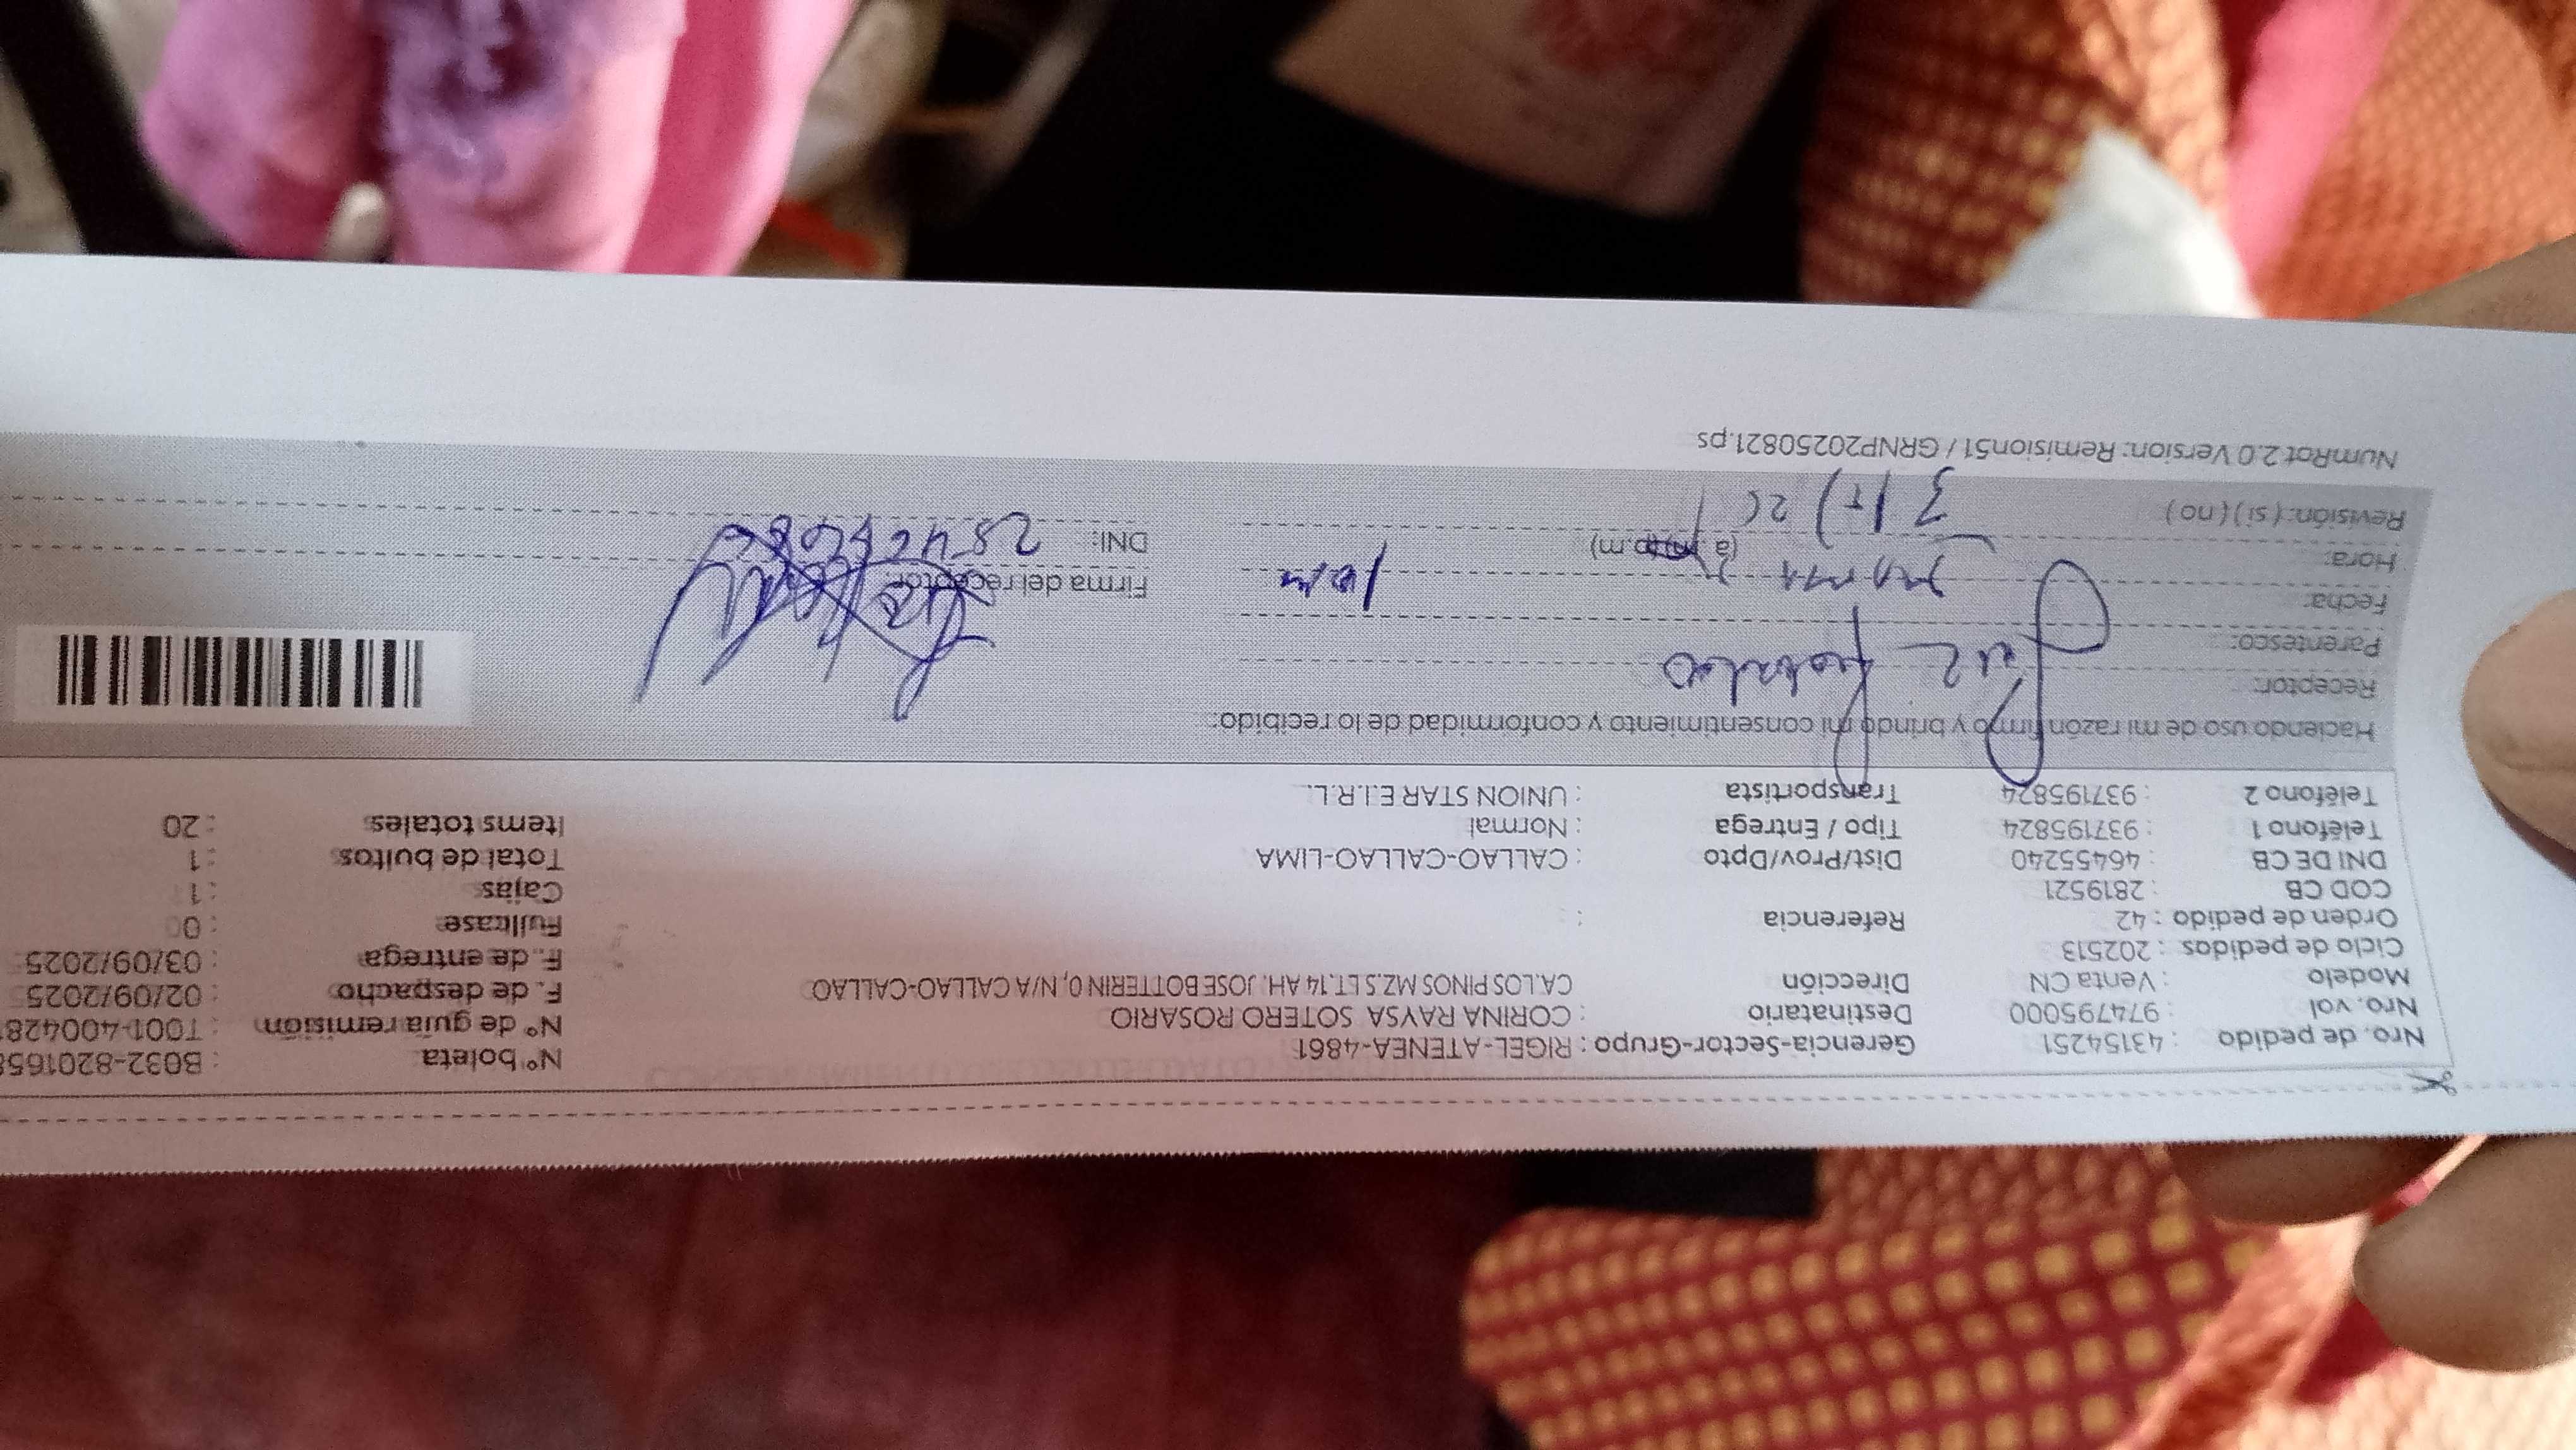 Nro. de pedido : 43154251 Gerencia-Sector-Grupo : RIGEL-ATENEA-4861 N° boleta : B032-8201658
Nro. vol : 974795000 Destinatario : CORINA RAYSA SOTERO ROSARIO N° de guia remisión : T001-400428
Modelo : Venta CN Dirección CA.LOS PINOS MZ.S LT.14 AH. JOSE BOTTERIN 0, N/A CALLAO-CALLAO F. de despacho : 02/09/2025
Ciclo de pedidos : 202513 F. de entrega : 03/09/2025
Orden de pedido : 42 Referencia : Fullcase : 0
COD CB : 2819521 Cajas : 1
DNI DE CB : 46455240 Dist/Prov/Dpto : CALLAO-CALLAO-LIMA Total de bultos : 1
Teléfono 1 : 937195824 Tipo / Entrega : Normal Items totales : 20
Teléfono 2 : 937195824 Transportista : UNION STAR E.I.R.L.
Haciendo uso de mi razón firmo y brindo mi consentimiento y conformidad de lo recibido:
Receptor:
Parentesco:
Fecha: Firma del receptor
Hora: (a.m) (p.m) DNI:
Revisión: ( si ) ( no )
NumRot 2.0 Version: Remision51 / GRNP20250821.ps